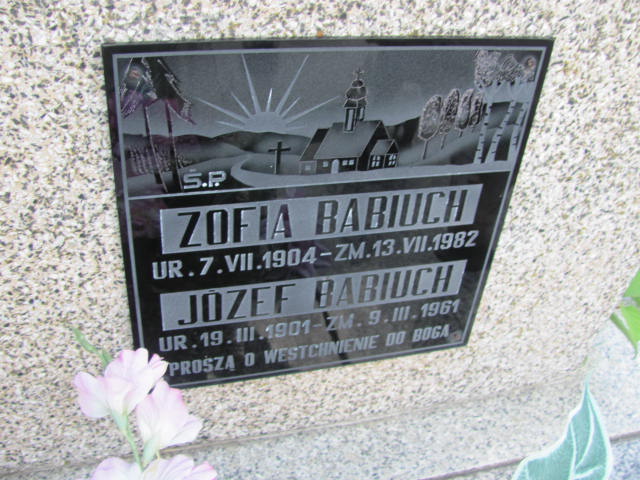 Ś.P.
ZOFIA BABIUCH
UR. 7. VII. 1904 - ZM. 13. VII. 1982
JÓZEF BABIUCH
UR. 19. III. 1901 - ZM. 9. III. 1961
PROSZĄ O WESTCHNIENIE DO BOGA